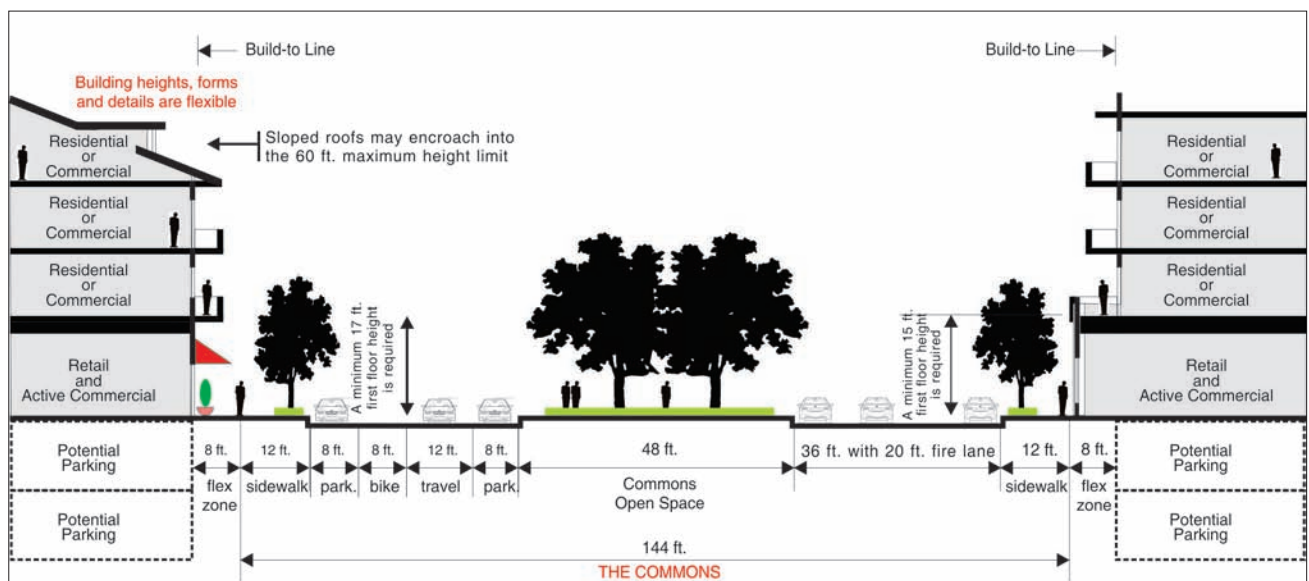 Build-to Line
Build-to Line
Building heights, forms
and details are flexible
Sloped roofs may encroach into
the 60 ft. maximum height limit
Residential
or
Commercial
Residential
or
Commercial
Residential
or
Commercial
Retail
and
Active Commercial
A minimum 17 ft.
first floor height
is required
A minimum 15 ft.
first floor height
is required
Residential
or
Commercial
Residential
or
Commercial
Residential
or
Commercial
Retail
and
Active Commercial
Potential
Parking
Potential
Parking
8 ft.
flex
zone
12 ft.
sidewalk
8 ft.
park.
8 ft.
bike
12 ft.
travel
8 ft.
park.
48 ft.
Commons
Open Space
36 ft. with 20 ft. fire lane
12 ft.
sidewalk
8 ft.
flex
zone
Potential
Parking
Potential
Parking
144 ft.
THE COMMONS